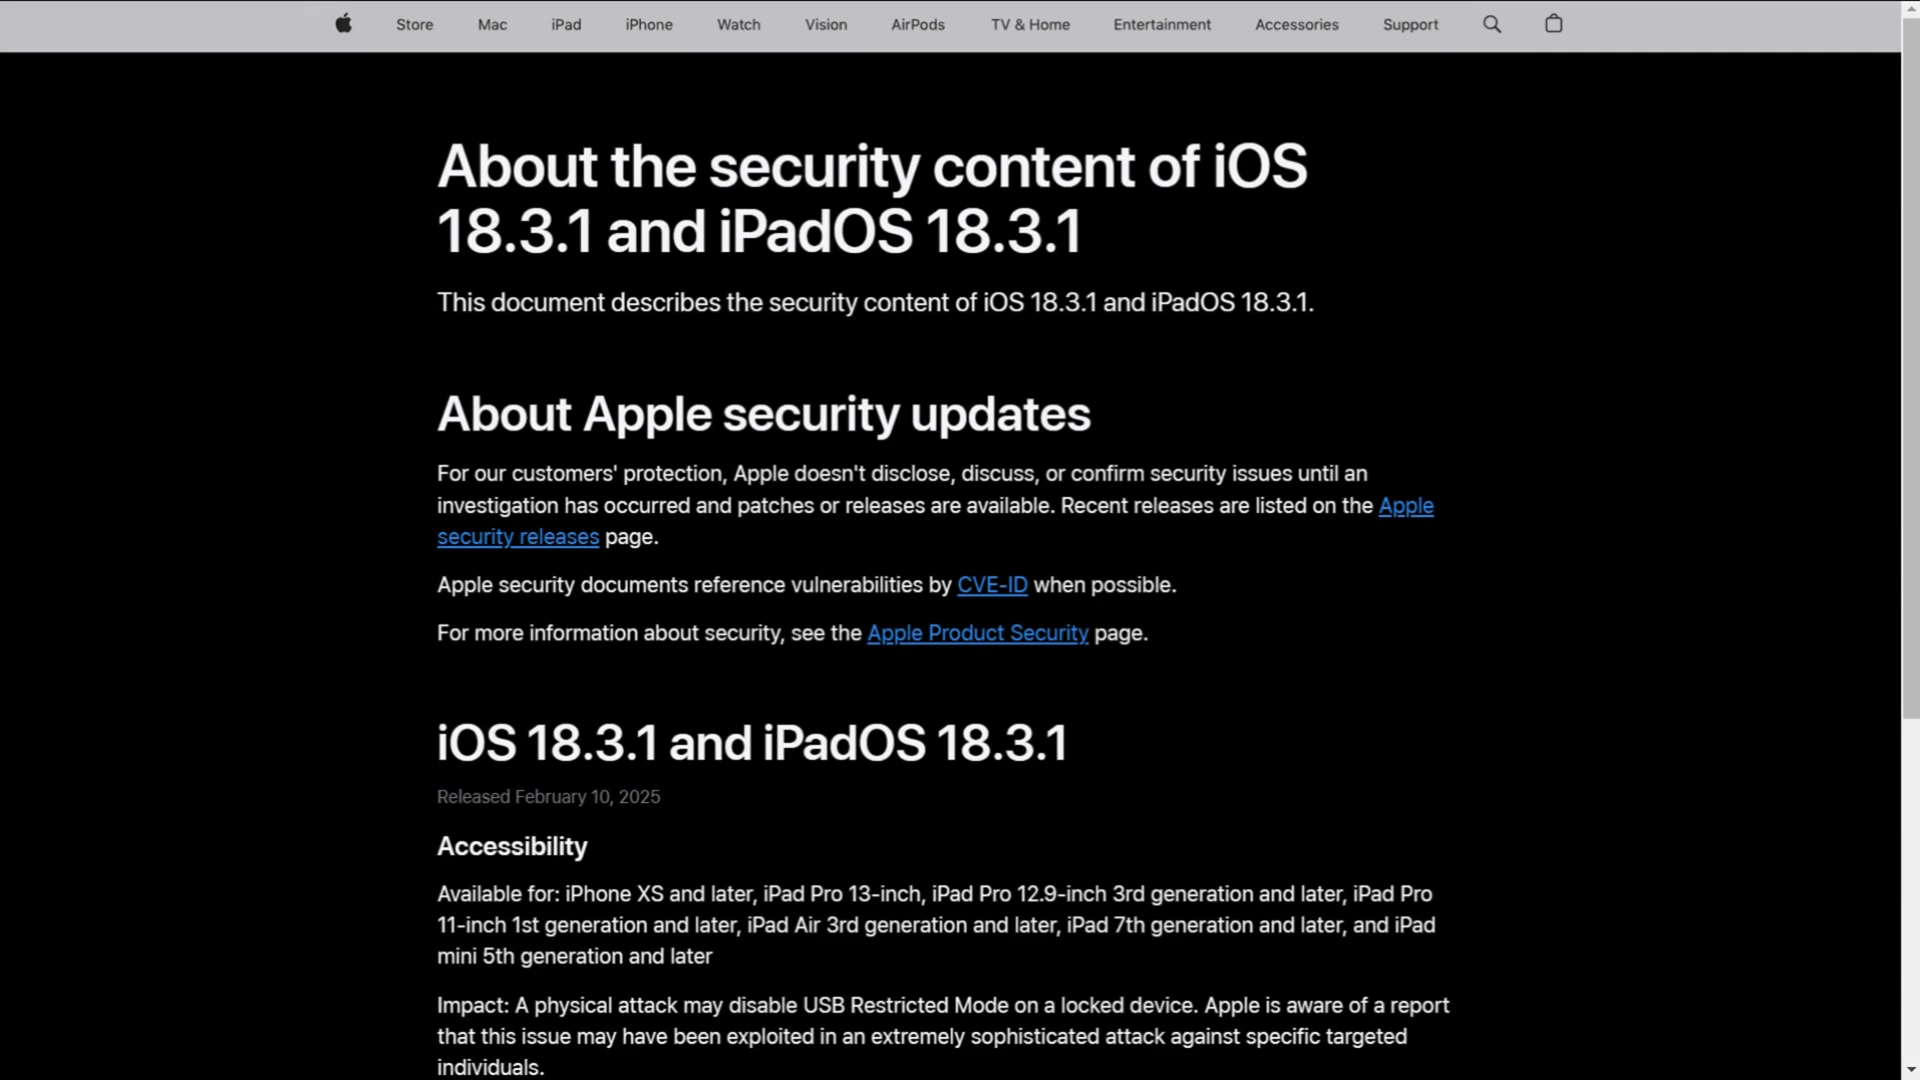 Store Mac iPad iPhone Watch Vision AirPods TV & Home Entertainment Accessories Support
About the security content of iOS
18.3.1 and iPadOS 18.3.1
This document describes the security content of iOS 18.3.1 and iPadOS 18.3.1.
About Apple security updates
For our customers' protection, Apple doesn't disclose, discuss, or confirm security issues until an
investigation has occurred and patches or releases are available. Recent releases are listed on the Apple
security releases page.
Apple security documents reference vulnerabilities by CVE-ID when possible.
For more information about security, see the Apple Product Security page.
iOS 18.3.1 and iPadOS 18.3.1
Released February 10, 2025
Accessibility
Available for: iPhone XS and later, iPad Pro 13-inch, iPad Pro 12.9-inch 3rd generation and later, iPad Pro
11-inch 1st generation and later, iPad Air 3rd generation and later, iPad 7th generation and later, and iPad
mini 5th generation and later
Impact: A physical attack may disable USB Restricted Mode on a locked device. Apple is aware of a report
that this issue may have been exploited in an extremely sophisticated attack against specific targeted
individuals.